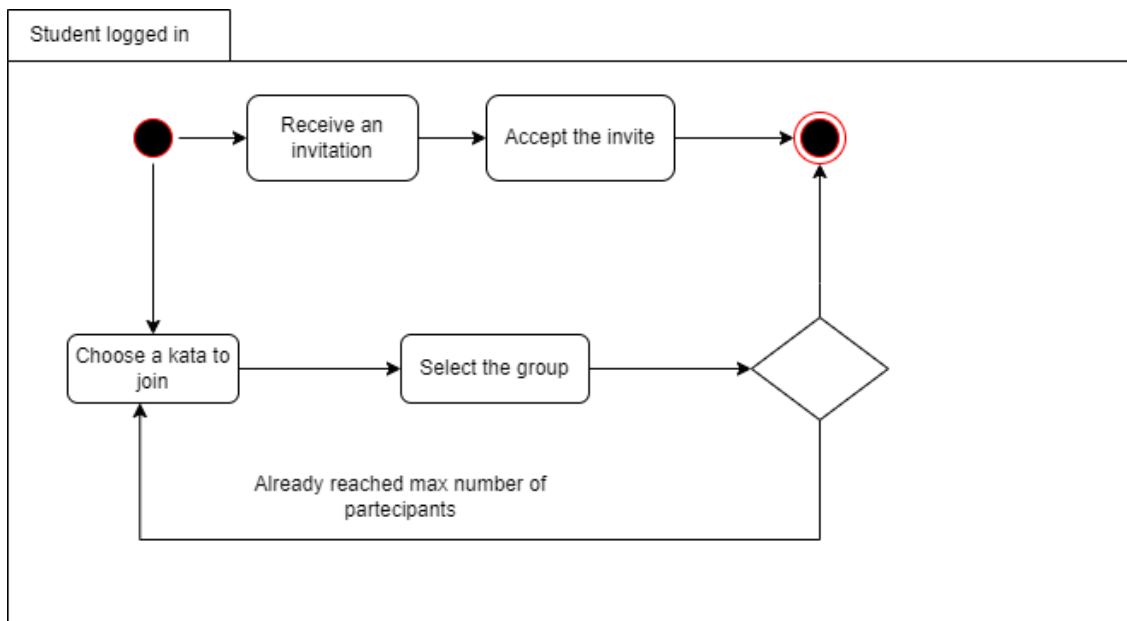 Student logged in
Receive an
invitation
Accept the invite
Choose a kata to
join
Select the group
Already reached max number of
partecipants